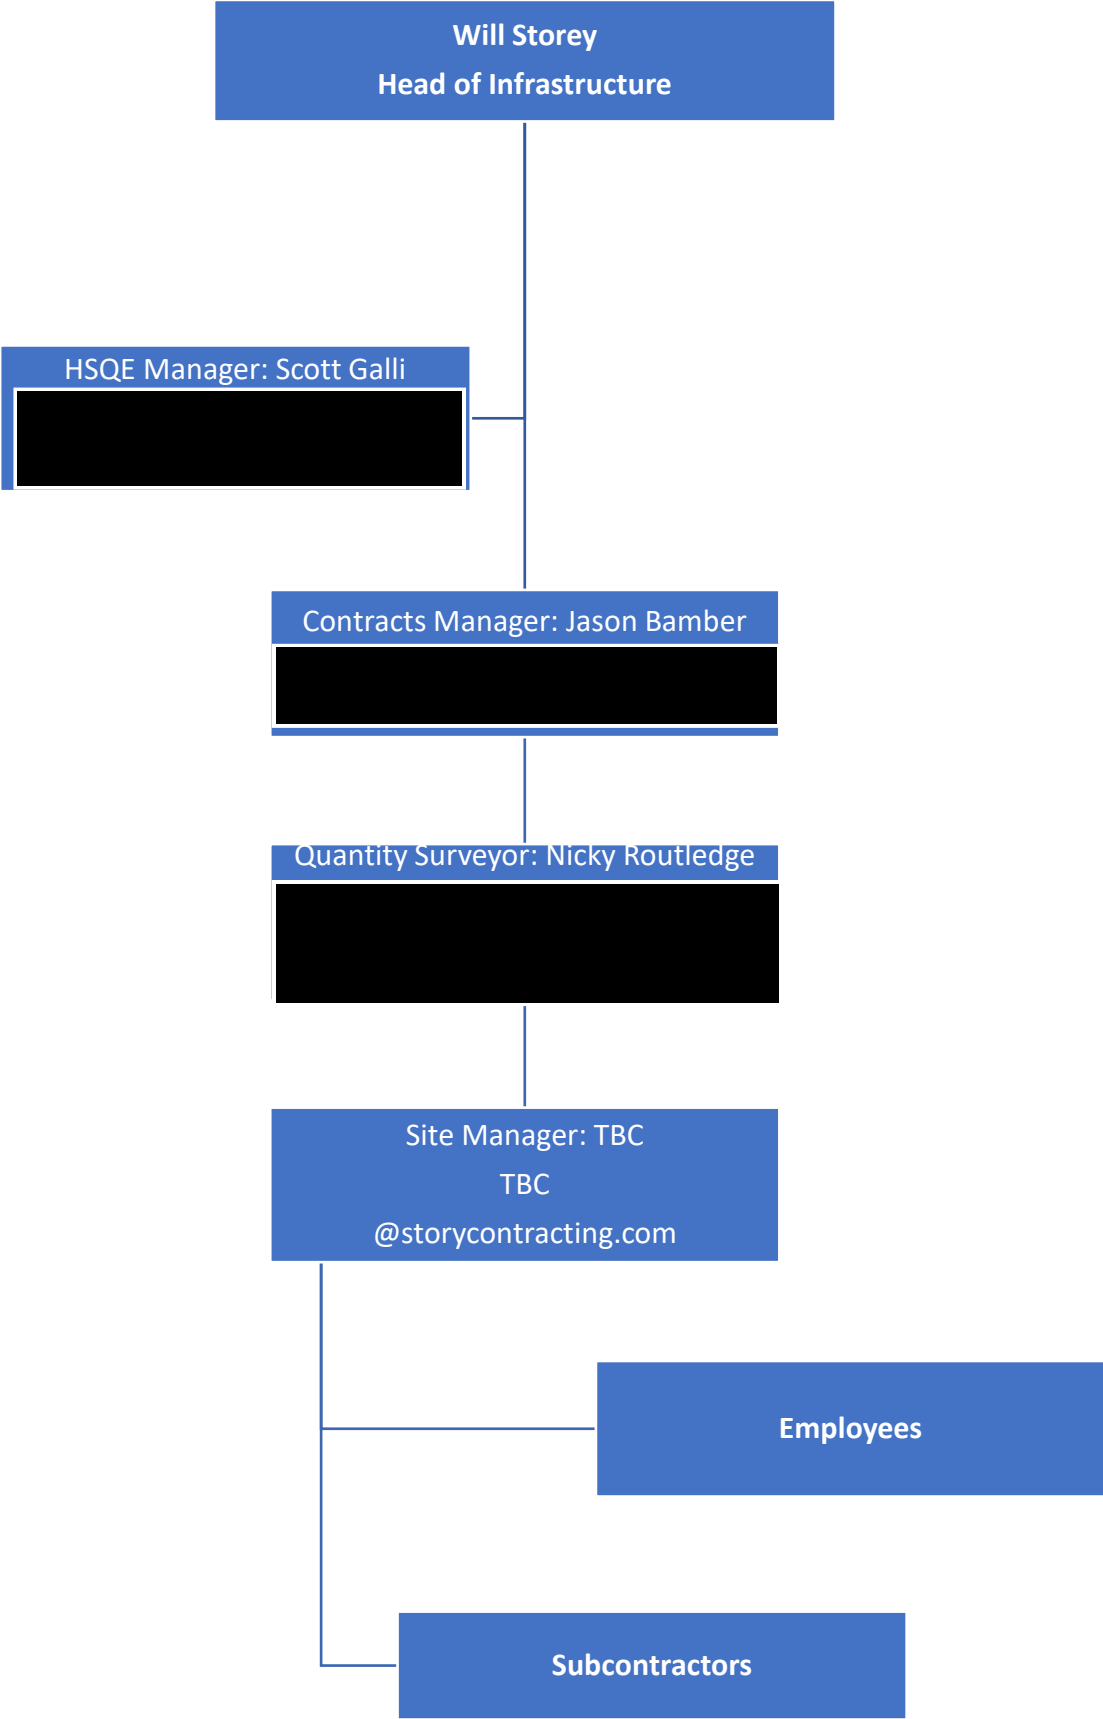 Will Storey
Head of Infrastructure
HSQE Manager: Scott Galli
Contracts Manager: Jason Bamber
Quantity Surveyor: Nicky Routledge
Site Manager: TBC
TBC
@storycontracting.com
Employees
Subcontractors